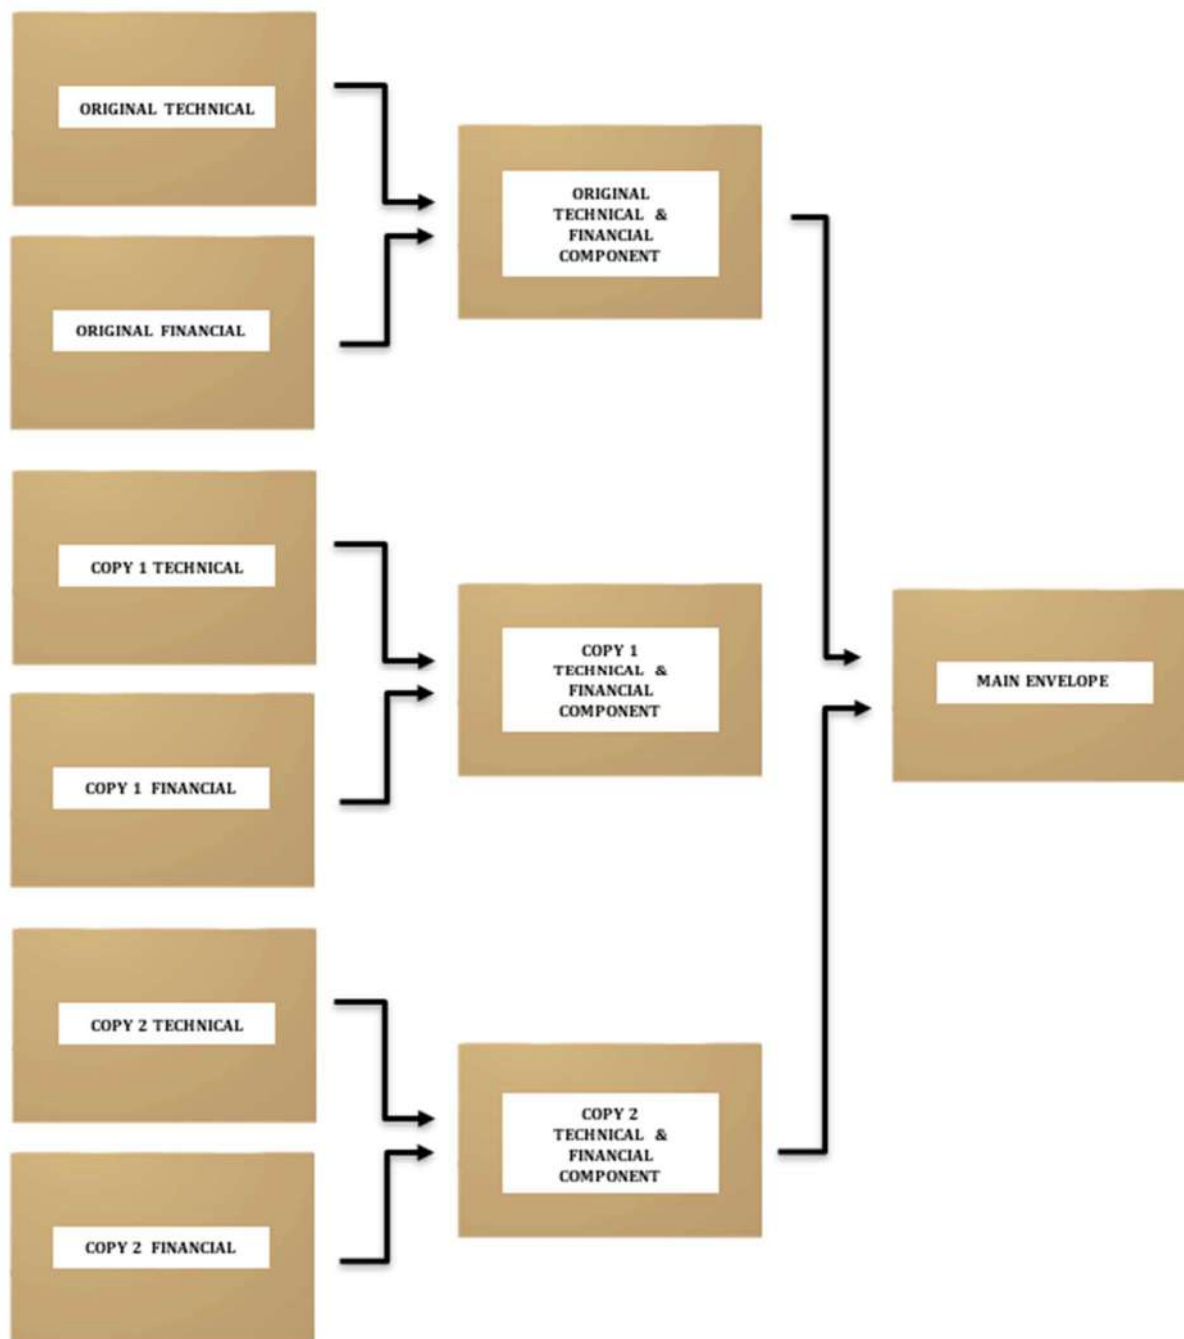 ORIGINAL TECHNICAL
ORIGINAL FINANCIAL
ORIGINAL
TECHNICAL &
FINANCIAL
COMPONENT
COPY 1 TECHNICAL
COPY 1 FINANCIAL
COPY 1
TECHNICAL &
FINANCIAL
COMPONENT
COPY 2 TECHNICAL
COPY 2 FINANCIAL
COPY 2
TECHNICAL &
FINANCIAL
COMPONENT
MAIN ENVELOPE